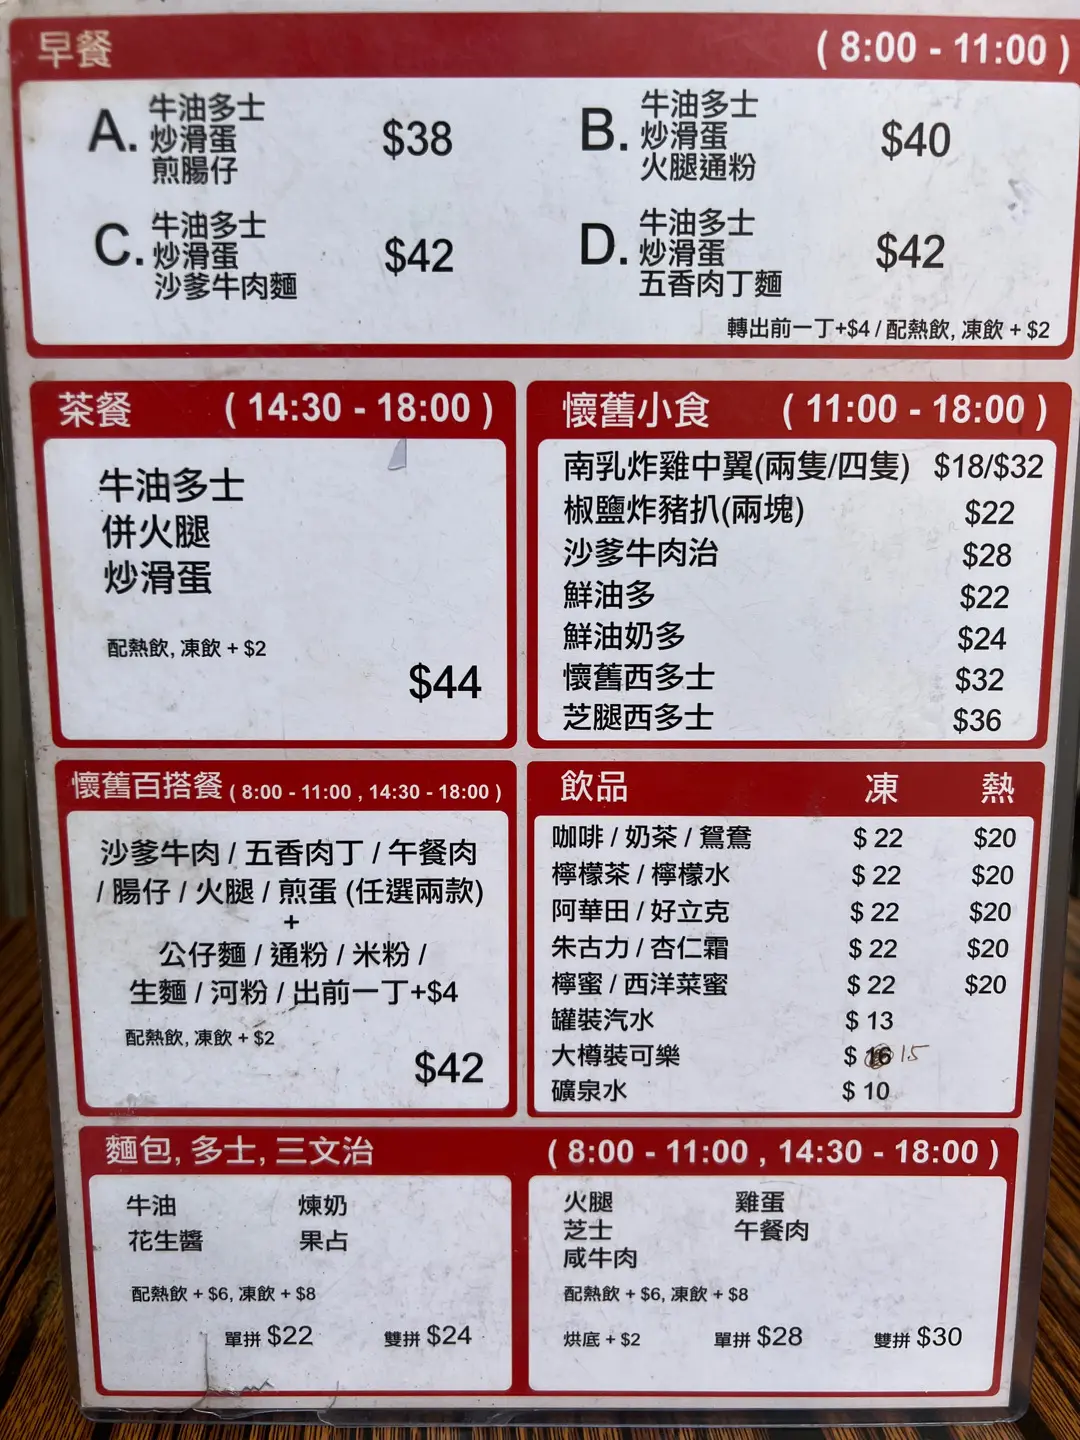 早餐 ( 8:00 - 11:00 )
A. 牛油多士
炒滑蛋
煎腸仔
$38
B. 牛油多士
炒滑蛋
火腿通粉
$40
C. 牛油多士
炒滑蛋
沙爹牛肉麵
$42
D. 牛油多士
炒滑蛋
五香肉丁麵
$42
轉出前一丁+$4 / 配熱飲, 凍飲 + $2
茶餐 ( 14:30 - 18:00 )
牛油多士
併火腿
炒滑蛋
配熱飲, 凍飲 + $2
$44
懷舊小食 ( 11:00 - 18:00 )
南乳炸雞中翼(兩隻/四隻) $18/$32
椒鹽炸豬扒(兩塊) $22
沙爹牛肉治 $28
鮮油多 $22
鮮油奶多 $24
懷舊西多士 $32
芝腿西多士 $36
懷舊百搭餐 ( 8:00 - 11:00 , 14:30 - 18:00 )
沙爹牛肉 / 五香肉丁 / 午餐肉
/ 腸仔 / 火腿 / 煎蛋 (任選兩款)
+
公仔麵 / 通粉 / 米粉 /
生麵 / 河粉 / 出前一丁+$4
配熱飲, 凍飲 + $2
$42
飲品 凍 熱
咖啡 / 奶茶 / 鴛鴦 $ 22 $20
檸檬茶 / 檸檬水 $ 22 $20
阿華田 / 好立克 $ 22 $20
朱古力 / 杏仁霜 $ 22 $20
檸蜜 / 西洋菜蜜 $ 22 $20
罐裝汽水 $ 13
大樽裝可樂 $ 16 15
礦泉水 $ 10
麵包, 多士, 三文治 ( 8:00 - 11:00 , 14:30 - 18:00 )
牛油 煉奶
花生醬 果占
配熱飲 + $6, 凍飲 + $8
單拼 $22 雙拼 $24
火腿 雞蛋
芝士 午餐肉
咸牛肉
配熱飲 + $6, 凍飲 + $8
烘底 + $2 單拼 $28 雙拼 $30